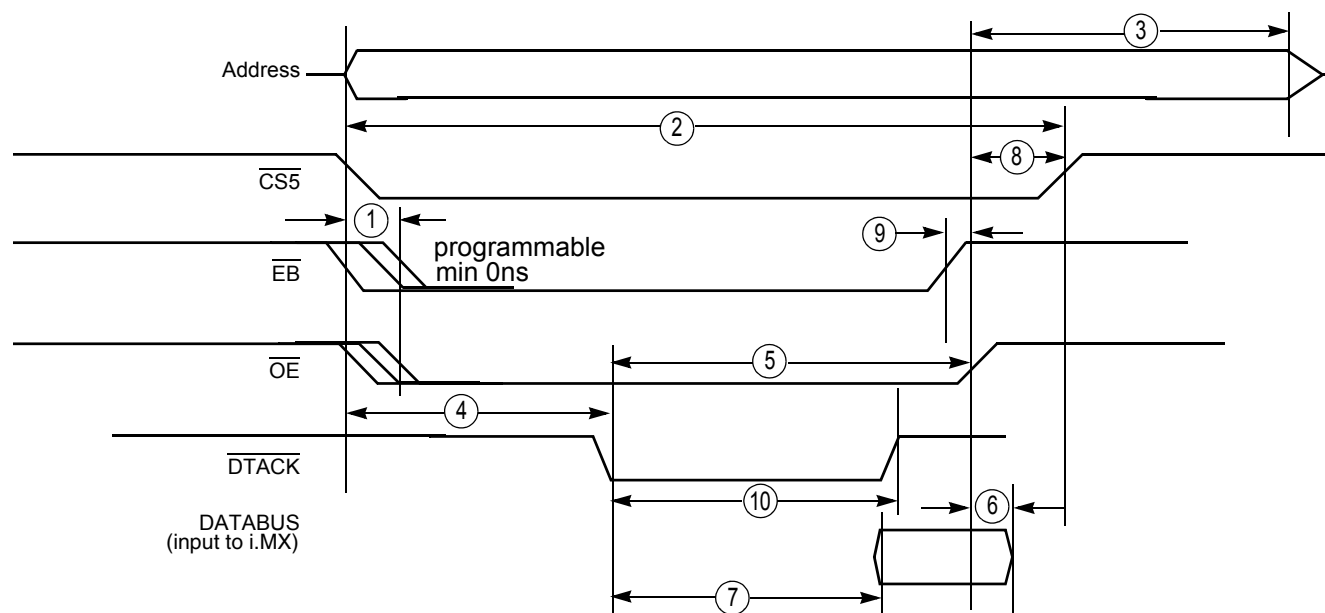 3
Address
2
8
CS5
1
9
programmable
min 0ns
EB
5
OE
4
DTACK
10
6
DATABUS
(input to i.MX)
7